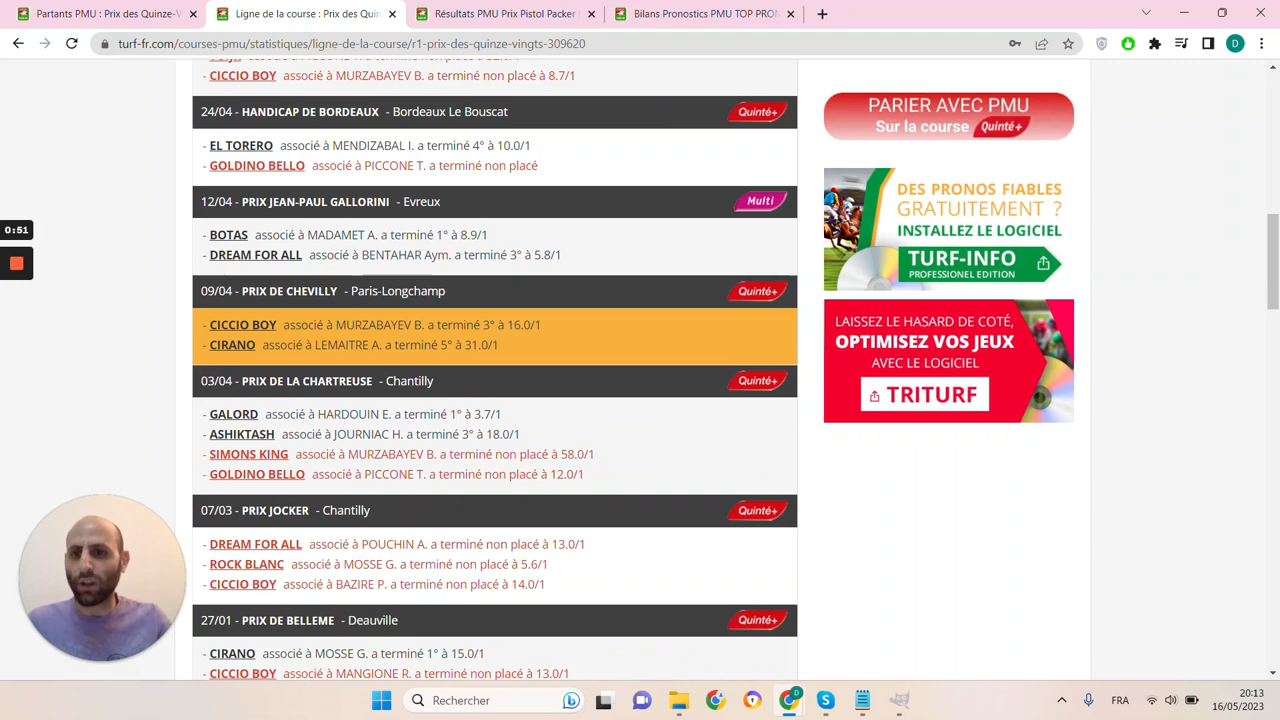 Partants PMU : Prix des Quinze-V
Ligne de la course : Prix des Quin
Résultats PMU Prix Pistol Packer
Bilans Pronostics PMU TOP PRON
turf-fr.com/courses-pmu/statistiques/ligne-de-la-course/r1-prix-des-quinze-vingts-309620
D
- CICCIO BOY associé à MURZABAYEV B. a terminé non placé à 8.7/1
24/04 - HANDICAP DE BORDEAUX - Bordeaux Le Bouscat
Quinté+
- EL TORERO associé à MENDIZABAL I. a terminé 4° à 10.0/1
- GOLDINO BELLO associé à PICCONE T. a terminé non placé
12/04 - PRIX JEAN-PAUL GALLORINI - Evreux
Multi
- BOTAS associé à MADAMET A. a terminé 1° à 8.9/1
- DREAM FOR ALL associé à BENTAHAR Aym. a terminé 3° à 5.8/1
09/04 - PRIX DE CHEVILLY - Paris-Longchamp
Quinté+
- CICCIO BOY associé à MURZABAYEV B. a terminé 3° à 16.0/1
- CIRANO associé à LEMAITRE A. a terminé 5° à 31.0/1
03/04 - PRIX DE LA CHARTREUSE - Chantilly
Quinté+
- GALORD associé à HARDOUIN E. a terminé 1° à 3.7/1
- ASHIKTASH associé à JOURNIAC H. a terminé 3° à 18.0/1
- SIMONS KING associé à MURZABAYEV B. a terminé non placé à 58.0/1
- GOLDINO BELLO associé à PICCONE T. a terminé non placé à 12.0/1
07/03 - PRIX JOCKER - Chantilly
Quinté+
- DREAM FOR ALL associé à POUCHIN A. a terminé non placé à 13.0/1
- ROCK BLANC associé à MOSSE G. a terminé non placé à 5.6/1
- CICCIO BOY associé à BAZIRE P. a terminé non placé à 14.0/1
27/01 - PRIX DE BELLEME - Deauville
Quinté+
- CIRANO associé à MOSSE G. a terminé 1° à 15.0/1
- CICCIO BOY associé à MANGIONE R. a terminé non placé à 13.0/1
PARIER AVEC PMU
Sur la course Quinté+
DES PRONOS FIABLES
GRATUITEMENT ?
INSTALLEZ LE LOGICIEL
TURF-INFO
PROFESSIONEL EDITION
LAISSEZ LE HASARD DE COTÉ,
OPTIMISEZ VOS JEUX
AVEC LE LOGICIEL
TRITURF
0:51
Rechercher
D
S
FRA
20:13
16/05/2023